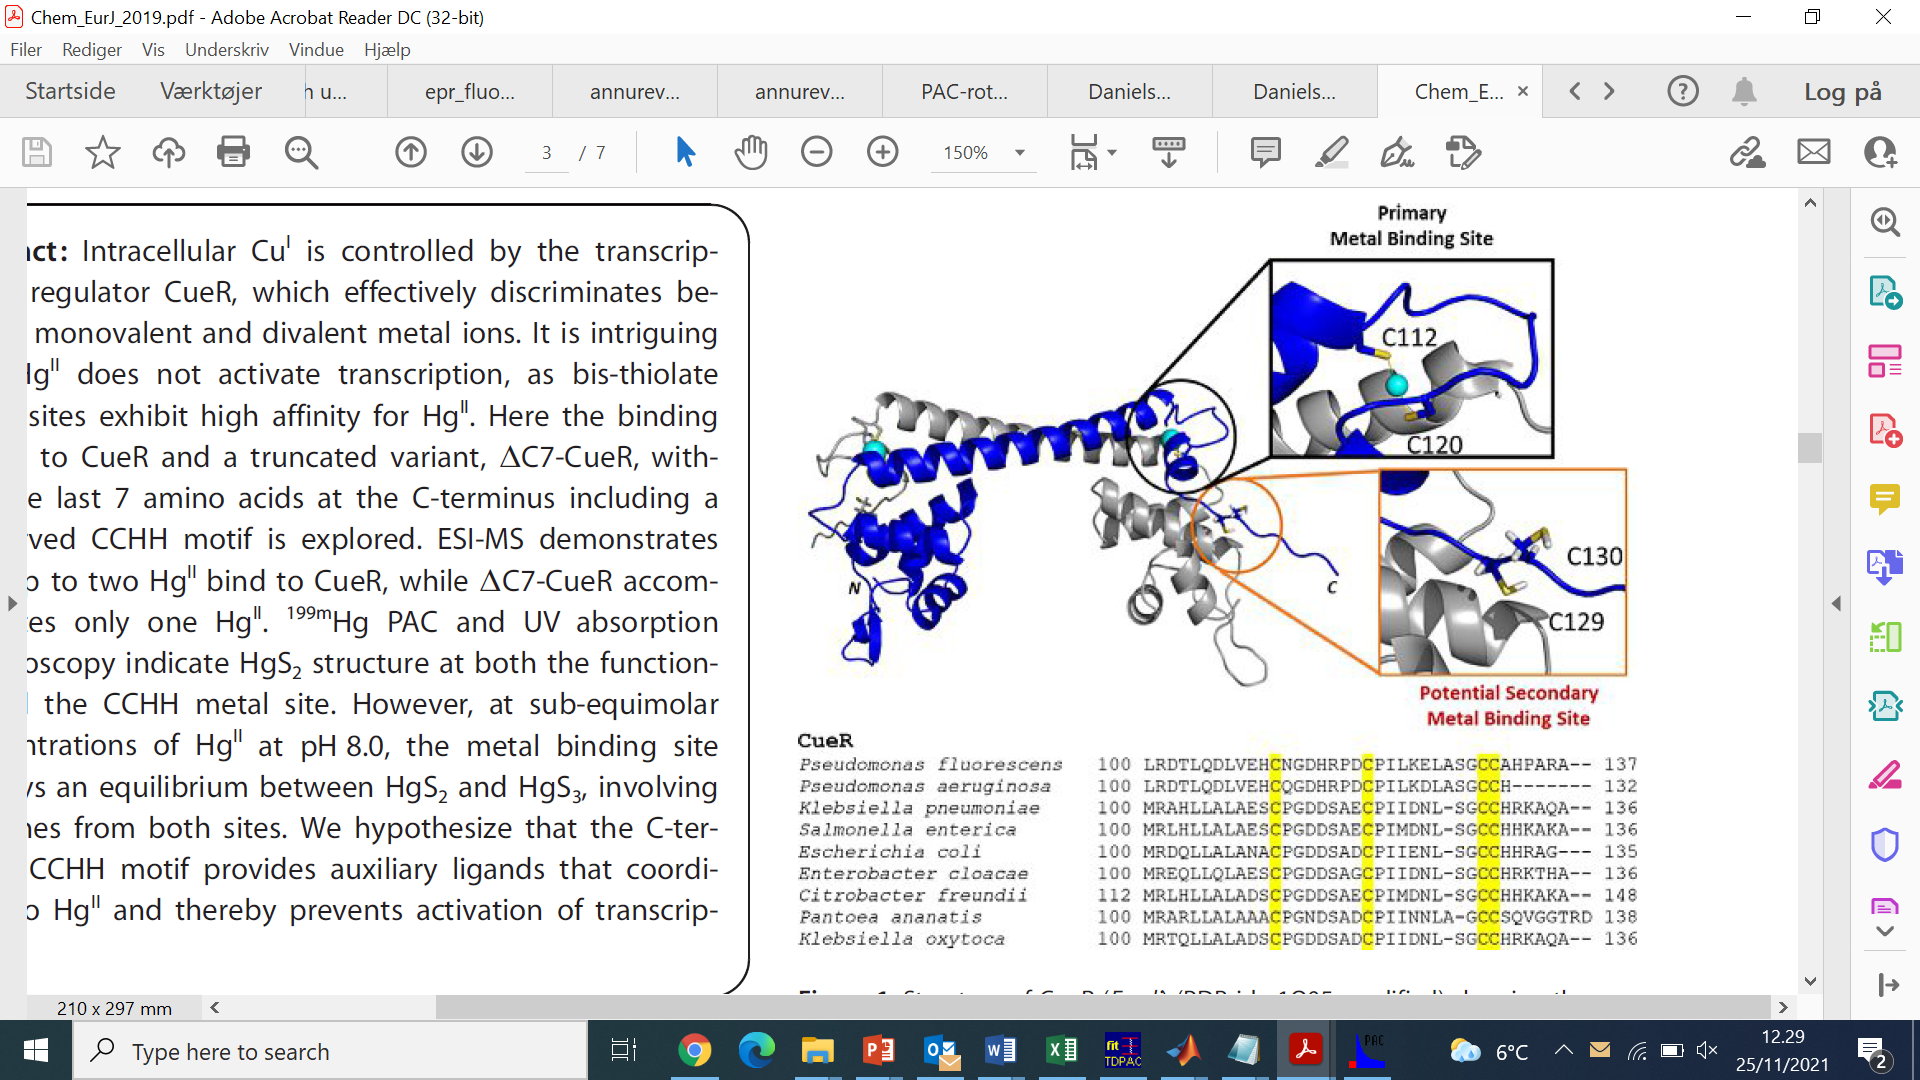 Chem_EurJ_2019.pdf - Adobe Acrobat Reader DC (32-bit)
Filer Rediger Vis Underskriv Vindue Hjælp
Startside Værktøjer h u... epr_fluo... annurev... annurev... PAC-rot... Daniels... Daniels... Chem_E... × Log på
3 / 7 150%
act: Intracellular Cuᴵ is controlled by the transcrip-
regulator CueR, which effectively discriminates be-
monovalent and divalent metal ions. It is intriguing
Hgᴵᴵ does not activate transcription, as bis-thiolate
sites exhibit high affinity for Hgᴵᴵ. Here the binding
to CueR and a truncated variant, ΔC7-CueR, with-
e last 7 amino acids at the C-terminus including a
rved CCHH motif is explored. ESI-MS demonstrates
p to two Hgᴵᴵ bind to CueR, while ΔC7-CueR accom-
es only one Hgᴵᴵ. ¹⁹⁹ᵐHg PAC and UV absorption
oscopy indicate HgS₂ structure at both the function-
the CCHH metal site. However, at sub-equimolar
ntrations of Hgᴵᴵ at pH 8.0, the metal binding site
ys an equilibrium between HgS₂ and HgS₃, involving
nes from both sites. We hypothesize that the C-ter-
CCHH motif provides auxiliary ligands that coordi-
o Hgᴵᴵ and thereby prevents activation of transcrip-
Primary
Metal Binding Site
C112
C120
N
C
C130
C129
Potential Secondary
Metal Binding Site
CueR
Pseudomonas fluorescens 100 LRDTLQDLVEHCNGDHRPDCPILKELASGCCAHPARA-- 137
Pseudomonas aeruginosa 100 LRDTLQDLVEHCQGDHRPDCPILKDLASGCCH------- 132
Klebsiella pneumoniae 100 MRAHLLALAESCPGDDSAECPIIDNL-SGCCHRKAQA-- 136
Salmonella enterica 100 MRLHLLALAESCPGDDSAECPIMDNL-SGCCHHKAKA-- 136
Escherichia coli 100 MRDQLLALANACPGDDSADCPIIENL-SGCCHHRAG--- 135
Enterobacter cloacae 100 MREQLLQLAESCPGDDSAGCPIIDNL-SGCCHRKTHA-- 136
Citrobacter freundii 112 MRLHLLALADSCPGDDSAECPIMDNL-SGCCHHKAKA-- 148
Pantoea ananatis 100 MRARLLALAAACPGNDSADCPIINNLA-GCCSQVGGTRD 138
Klebsiella oxytoca 100 MRTQLLALADSCPGDDSADCPIIDNL-SGCCHRKAQA-- 136
210 x 297 mm
Type here to search
fit TDPAC
PAC
6°C
12.29
25/11/2021
2